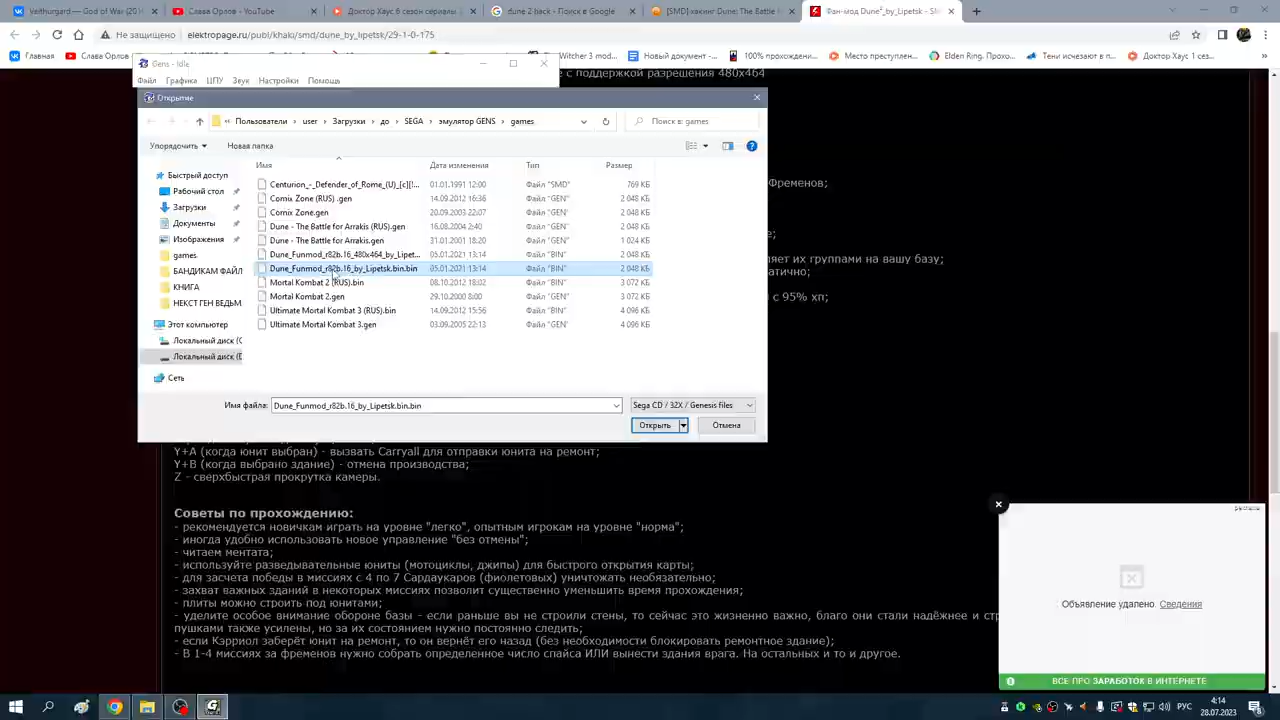 Vaithurgard — God of War (20
Слава Орлов – YouTube
Доктор Хаус 6 сезон сериалы
dune 2 hack - Поиск в Google
[SMD] хакинг Dune: The Battle f
Фан-мод Dune² by Lipetsk - SM
Не защищено
elektropage.ru/publ/khaki/smd/dune_by_lipetsk/29-1-0-175
Главная
Слава Орлов
Witcher 3 mod...
Новый документ -...
100% прохождени...
Место преступлен...
Elden Ring. Прохо...
Тени исчезают в п...
Доктор-Хаус. 1 сез...
Gens - Idle
е с поддержкой разрешения 480x464
Файл Графика ЦПУ Звук Настройки Помощь
Открытие
« Пользователи › user › Загрузки › до › SEGA › эмулятор GENS › games
Поиск в: games
Упорядочить
Новая папка
Имя
Дата изменения
Тип
Размер
Centurion_-_Defender_of_Rome_(U)_[c][!... 01.01.1991 12:00 Файл "SMD" 769 КБ
Comix Zone (RUS) .gen 14.09.2012 16:36 Файл "GEN" 2 048 КБ
Comix Zone.gen 20.09.2003 22:07 Файл "GEN" 2 048 КБ
Dune - The Battle for Arrakis (RUS).gen 16.08.2004 2:40 Файл "GEN" 2 048 КБ
Dune - The Battle for Arrakis.gen 31.01.2001 18:20 Файл "GEN" 1 024 КБ
Dune_Funmod_r82b.16_480x464_by_Lipet... 05.01.2021 13:14 Файл "BIN" 2 048 КБ
Dune_Funmod_r82b.16_by_Lipetsk.bin.bin 05.01.2021 13:14 Файл "BIN" 2 048 КБ
Mortal Kombat 2 (RUS).bin 08.10.2012 18:02 Файл "BIN" 3 072 КБ
Mortal Kombat 2.gen 29.10.2000 8:00 Файл "GEN" 3 072 КБ
Ultimate Mortal Kombat 3 (RUS).bin 14.09.2012 15:56 Файл "BIN" 4 096 КБ
Ultimate Mortal Kombat 3.gen 03.09.2005 22:13 Файл "GEN" 4 096 КБ
Быстрый доступ
Рабочий стол
Загрузки
Документы
Изображения
games
БАНДИКАМ ФАЙЛ
КНИГА
НЕКСТ ГЕН ВЕДЬМ
Этот компьютер
Локальный диск (C
Локальный диск (D
Сеть
Фременов;
е;
ляет их группами на вашу базу;
атично;
с 95% хп;
Имя файла:
Dune_Funmod_r82b.16_by_Lipetsk.bin.bin
Sega CD / 32X / Genesis files
Открыть
Отмена
Y+A (когда юнит выбран) - вызвать Carryall для отправки юнита на ремонт;
Y+B (когда выбрано здание) - отмена производства;
Z - сверхбыстрая прокрутка камеры.
Советы по прохождению:
- рекомендуется новичкам играть на уровне "легко", опытным игрокам на уровне "норма";
- иногда удобно использовать новое управление "без отмены";
- читаем ментата;
- используйте разведывательные юниты (мотоциклы, джипы) для быстрого открытия карты;
- для засчета победы в миссиях с 4 по 7 Сардаукаров (фиолетовых) уничтожать необязательно;
- захват важных зданий в некоторых миссиях позволит существенно уменьшить время прохождения;
- плиты можно строить под юнитами;
- уделите особое внимание обороне базы - если раньше вы не строили стены, то сейчас это жизненно важно, благо они стали надёжнее и стр
пушками также усилены, но за их состоянием нужно постоянно следить;
- если Кэрриол заберёт юнит на ремонт, то он вернёт его назад (без необходимости блокировать ремонтное здание);
- В 1-4 миссиях за фременов нужно собрать определенное число спайса ИЛИ вынести здания врага. На остальных и то и другое.
Объявление удалено. Сведения
ВСЕ ПРО ЗАРАБОТОК В ИНТЕРНЕТЕ
РУС
4:14
28.07.2023